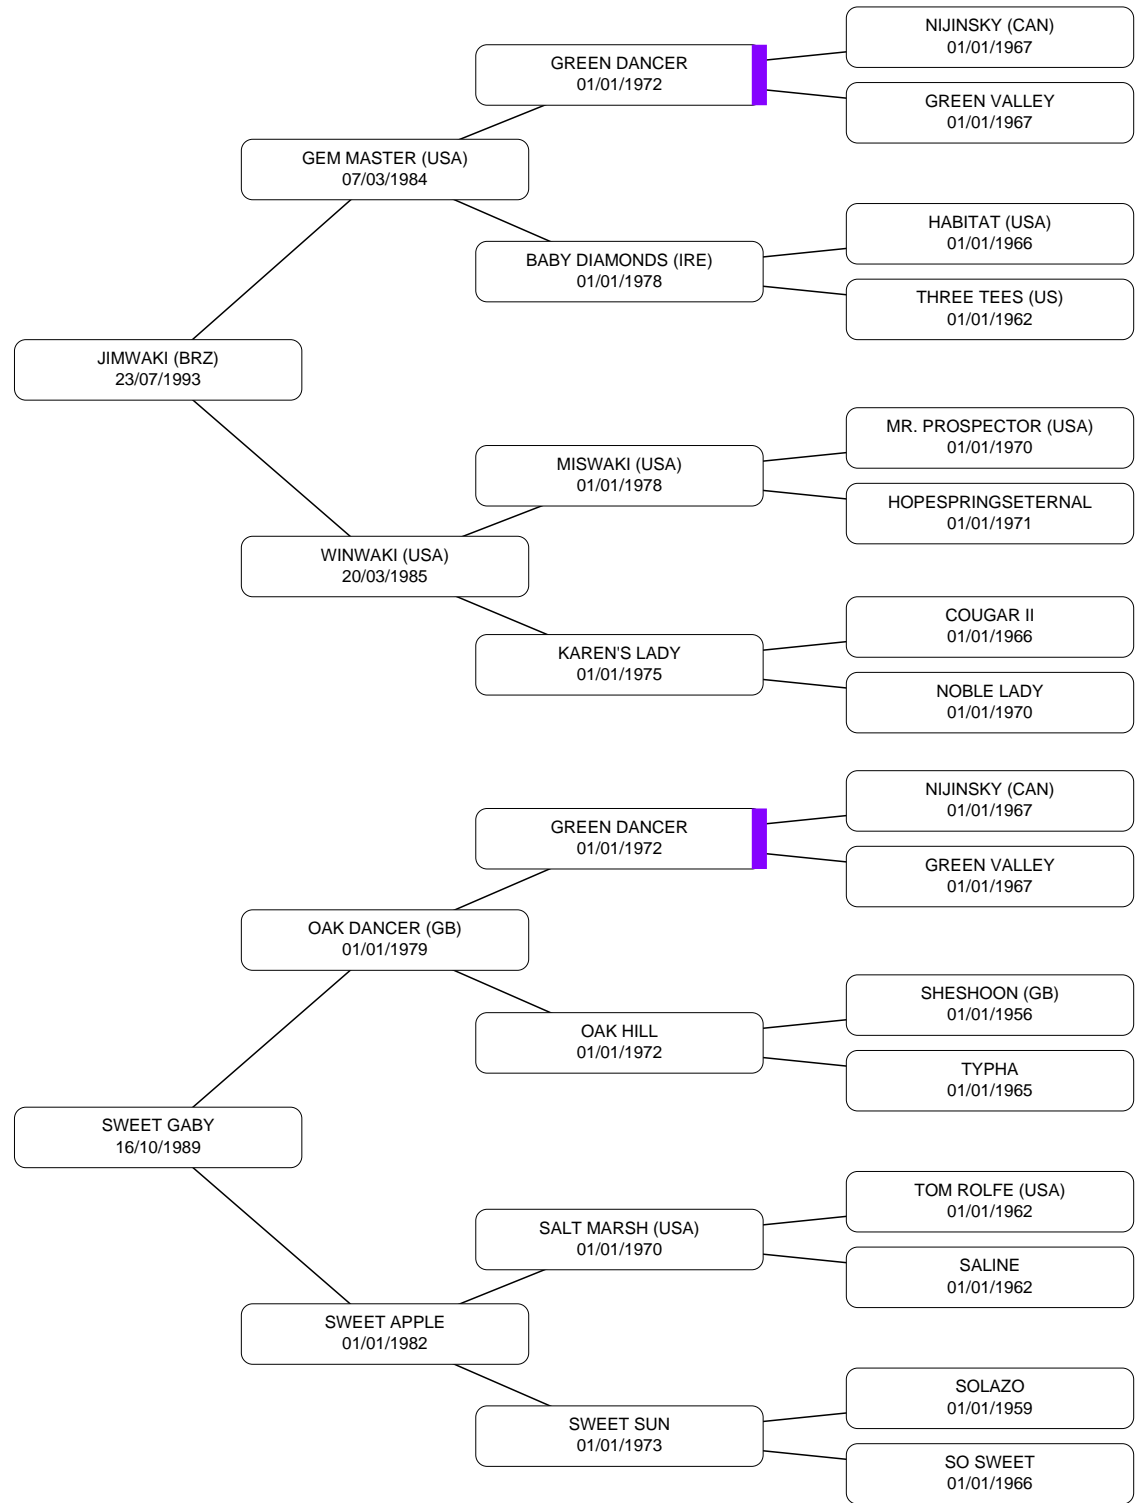 NIJINSKY (CAN)
01/01/1967
GREEN DANCER
01/01/1972
GREEN VALLEY
01/01/1967
GEM MASTER (USA)
07/03/1984
HABITAT (USA)
01/01/1966
BABY DIAMONDS (IRE)
01/01/1978
THREE TEES (US)
01/01/1962
JIMWAKI (BRZ)
23/07/1993
MR. PROSPECTOR (USA)
01/01/1970
MISWAKI (USA)
01/01/1978
HOPESPRINGSETERNAL
01/01/1971
WINWAKI (USA)
20/03/1985
COUGAR II
01/01/1966
KAREN'S LADY
01/01/1975
NOBLE LADY
01/01/1970
NIJINSKY (CAN)
01/01/1967
GREEN DANCER
01/01/1972
GREEN VALLEY
01/01/1967
OAK DANCER (GB)
01/01/1979
SHESHOON (GB)
01/01/1956
OAK HILL
01/01/1972
TYPHA
01/01/1965
SWEET GABY
16/10/1989
TOM ROLFE (USA)
01/01/1962
SALT MARSH (USA)
01/01/1970
SALINE
01/01/1962
SWEET APPLE
01/01/1982
SOLAZO
01/01/1959
SWEET SUN
01/01/1973
SO SWEET
01/01/1966